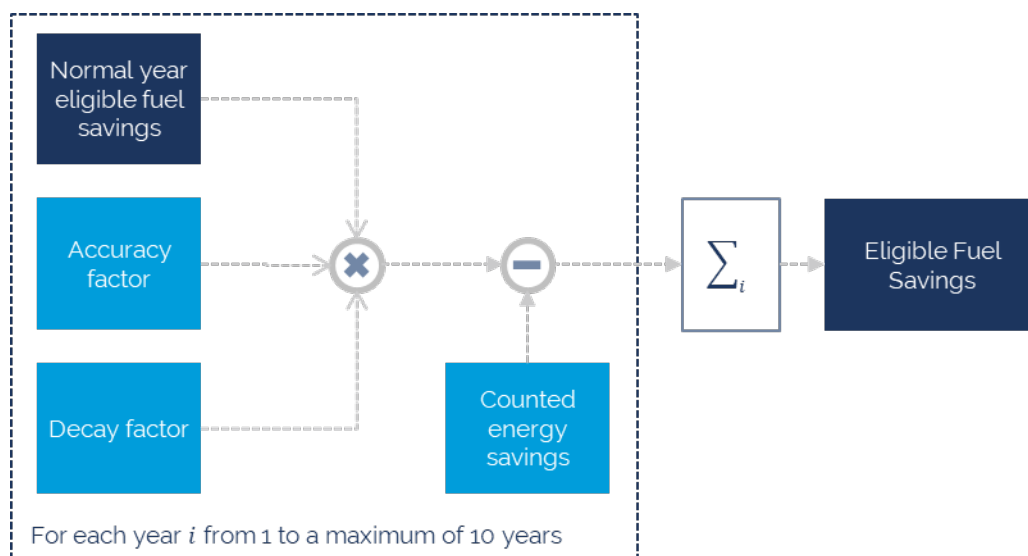 Normal year
eligible fuel
savings
Accuracy
factor
Decay factor
Counted
energy
savings
∑i
Eligible Fuel
Savings
For each year i from 1 to a maximum of 10 years